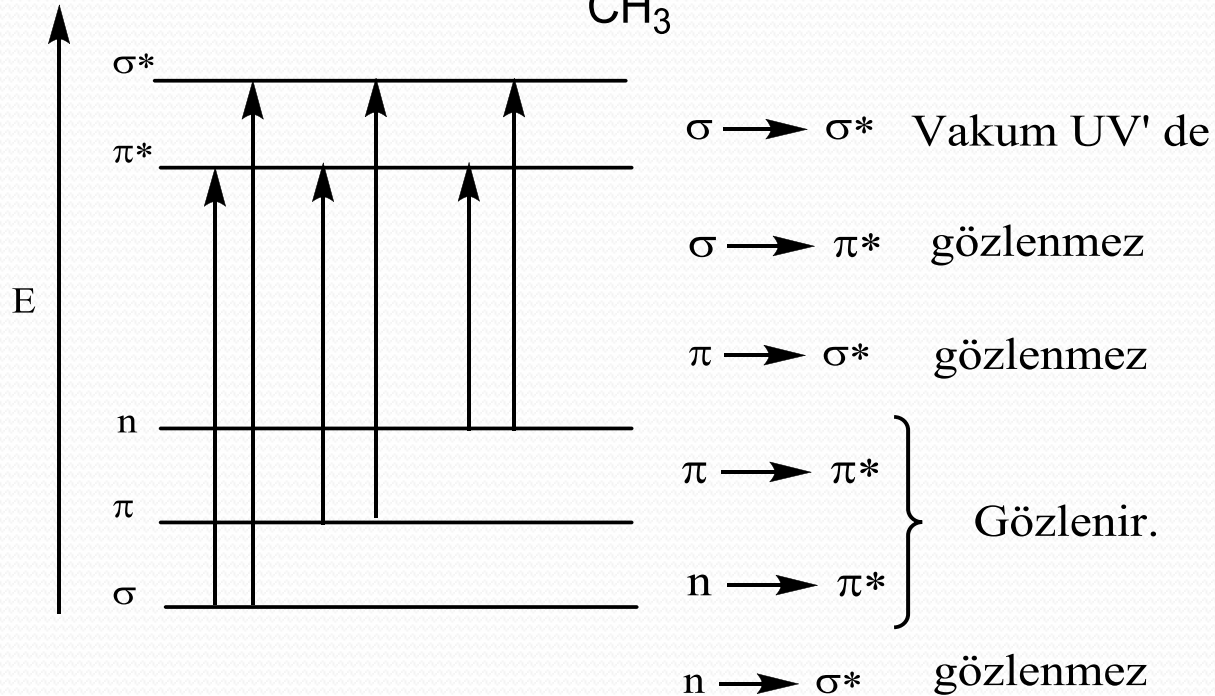 CH₃
σ*
π*
E
n
π
σ
σ → σ* Vakum UV' de
σ → π* gözlenmez
π → σ* gözlenmez
π → π*
Gözlenir.
n → π*
n → σ* gözlenmez